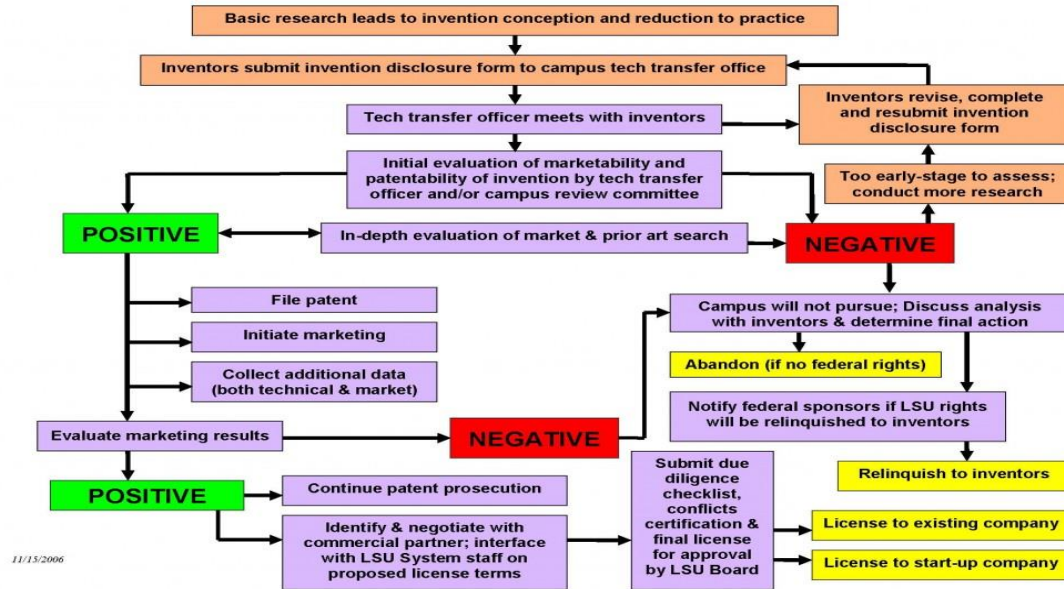 Basic research leads to invention conception and reduction to practice
Inventors submit invention disclosure form to campus tech transfer office
Tech transfer officer meets with inventors
Inventors revise, complete
and resubmit invention
disclosure form
Initial evaluation of marketability and
patentability of invention by tech transfer
officer and/or campus review committee
Too early-stage to assess;
conduct more research
POSITIVE
In-depth evaluation of market & prior art search
NEGATIVE
File patent
Initiate marketing
Collect additional data
(both technical & market)
Campus will not pursue; Discuss analysis
with inventors & determine final action
Abandon (if no federal rights)
Notify federal sponsors if LSU rights
will be relinquished to inventors
Relinquish to inventors
Evaluate marketing results
NEGATIVE
POSITIVE
Continue patent prosecution
Identify & negotiate with
commercial partner; interface
with LSU System staff on
proposed license terms
Submit due
diligence
checklist,
conflicts
certification &
final license
for approval
by LSU Board
License to existing company
License to start-up company
11/15/2006